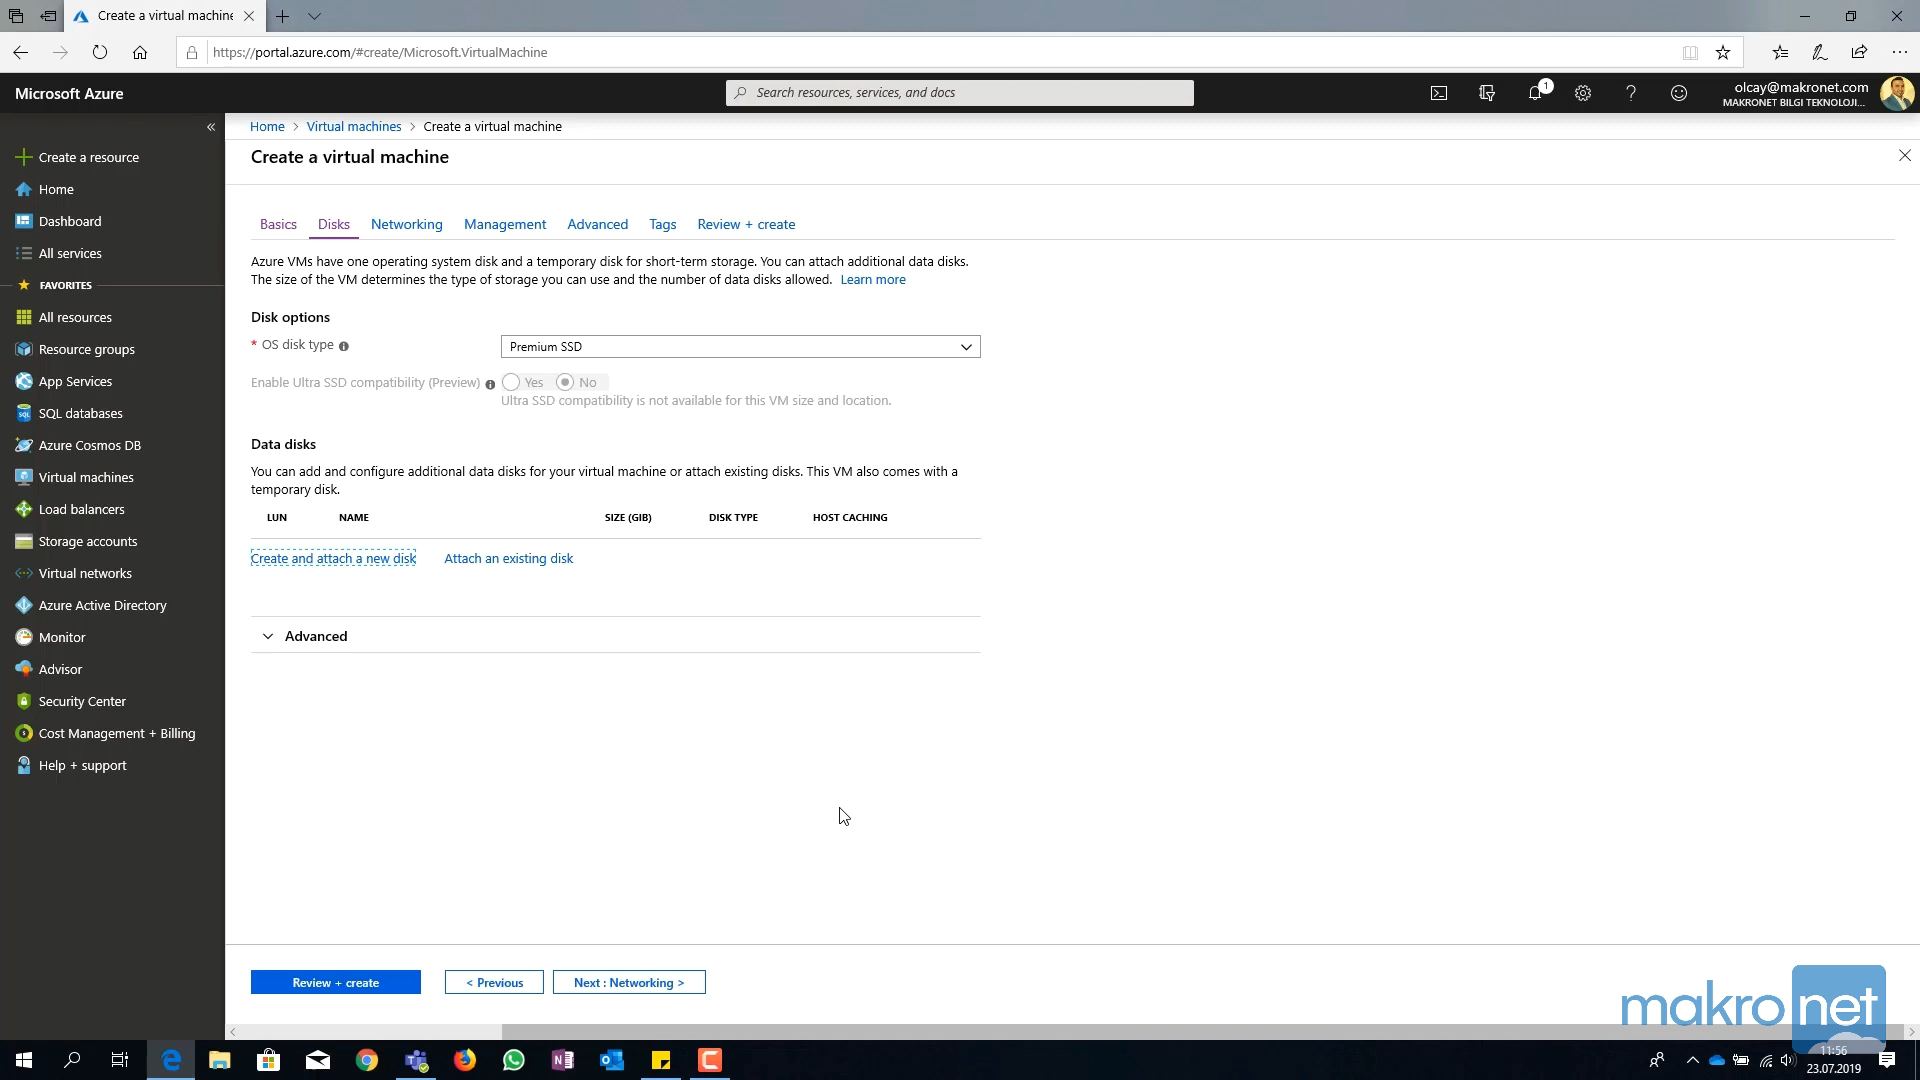 Create a virtual machine
https://portal.azure.com/#create/Microsoft.VirtualMachine
Microsoft Azure
Search resources, services, and docs
1
olcay@makronet.com
MAKRONET BILGI TEKNOLOJI...
Home > Virtual machines > Create a virtual machine
Create a virtual machine
Create a resource
Home
Dashboard
All services
FAVORITES
All resources
Resource groups
App Services
SQL databases
Azure Cosmos DB
Virtual machines
Load balancers
Storage accounts
Virtual networks
Azure Active Directory
Monitor
Advisor
Security Center
Cost Management + Billing
Help + support
Basics Disks Networking Management Advanced Tags Review + create
Azure VMs have one operating system disk and a temporary disk for short-term storage. You can attach additional data disks.
The size of the VM determines the type of storage you can use and the number of data disks allowed. Learn more
Disk options
* OS disk type Premium SSD
Enable Ultra SSD compatibility (Preview) Yes No
Ultra SSD compatibility is not available for this VM size and location.
Data disks
You can add and configure additional data disks for your virtual machine or attach existing disks. This VM also comes with a
temporary disk.
LUN NAME SIZE (GIB) DISK TYPE HOST CACHING
Create and attach a new disk Attach an existing disk
Advanced
Review + create < Previous Next : Networking >
makronet
11:56
23.07.2019